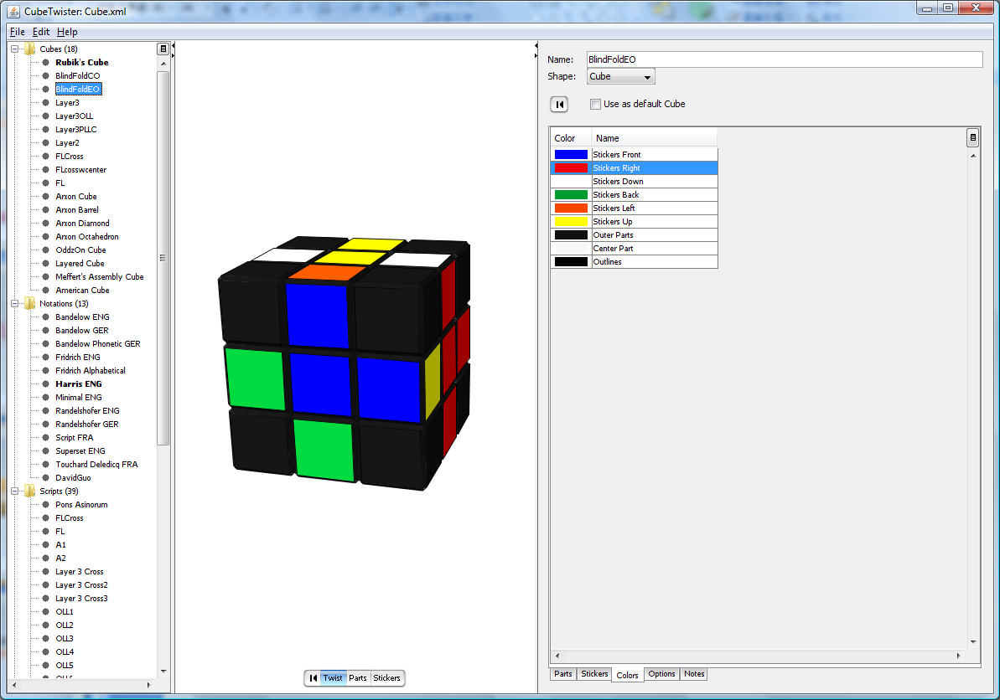 CubeTwister: Cube.xml
File Edit Help
Cubes (18)
Rubik's Cube
BlindFoldCO
BlindFoldEO
Layer3
Layer3OLL
Layer3PLLC
Layer2
FLCross
FLcosswcenter
FL
Arxon Cube
Arxon Barrel
Arxon Diamond
Arxon Octahedron
OddzOn Cube
Layered Cube
Meffert's Assembly Cube
American Cube
Notations (13)
Bandelow ENG
Bandelow GER
Bandelow Phonetic GER
Fridrich ENG
Fridrich Alphabetical
Harris ENG
Minimal ENG
Randelshofer ENG
Randelshofer GER
Script FRA
Superset ENG
Touchard Deledicq FRA
DavidGuo
Scripts (39)
Pons Asinorum
FLCross
FL
A1
A2
Layer 3 Cross
Layer 3 Cross2
Layer 3 Cross3
OLL1
OLL2
OLL3
OLL4
OLL5
Twist Parts Stickers
Name: BlindFoldEO
Shape: Cube
Use as default Cube
Color Name
Stickers Front
Stickers Right
Stickers Down
Stickers Back
Stickers Left
Stickers Up
Outer Parts
Center Part
Outlines
Parts Stickers Colors Options Notes